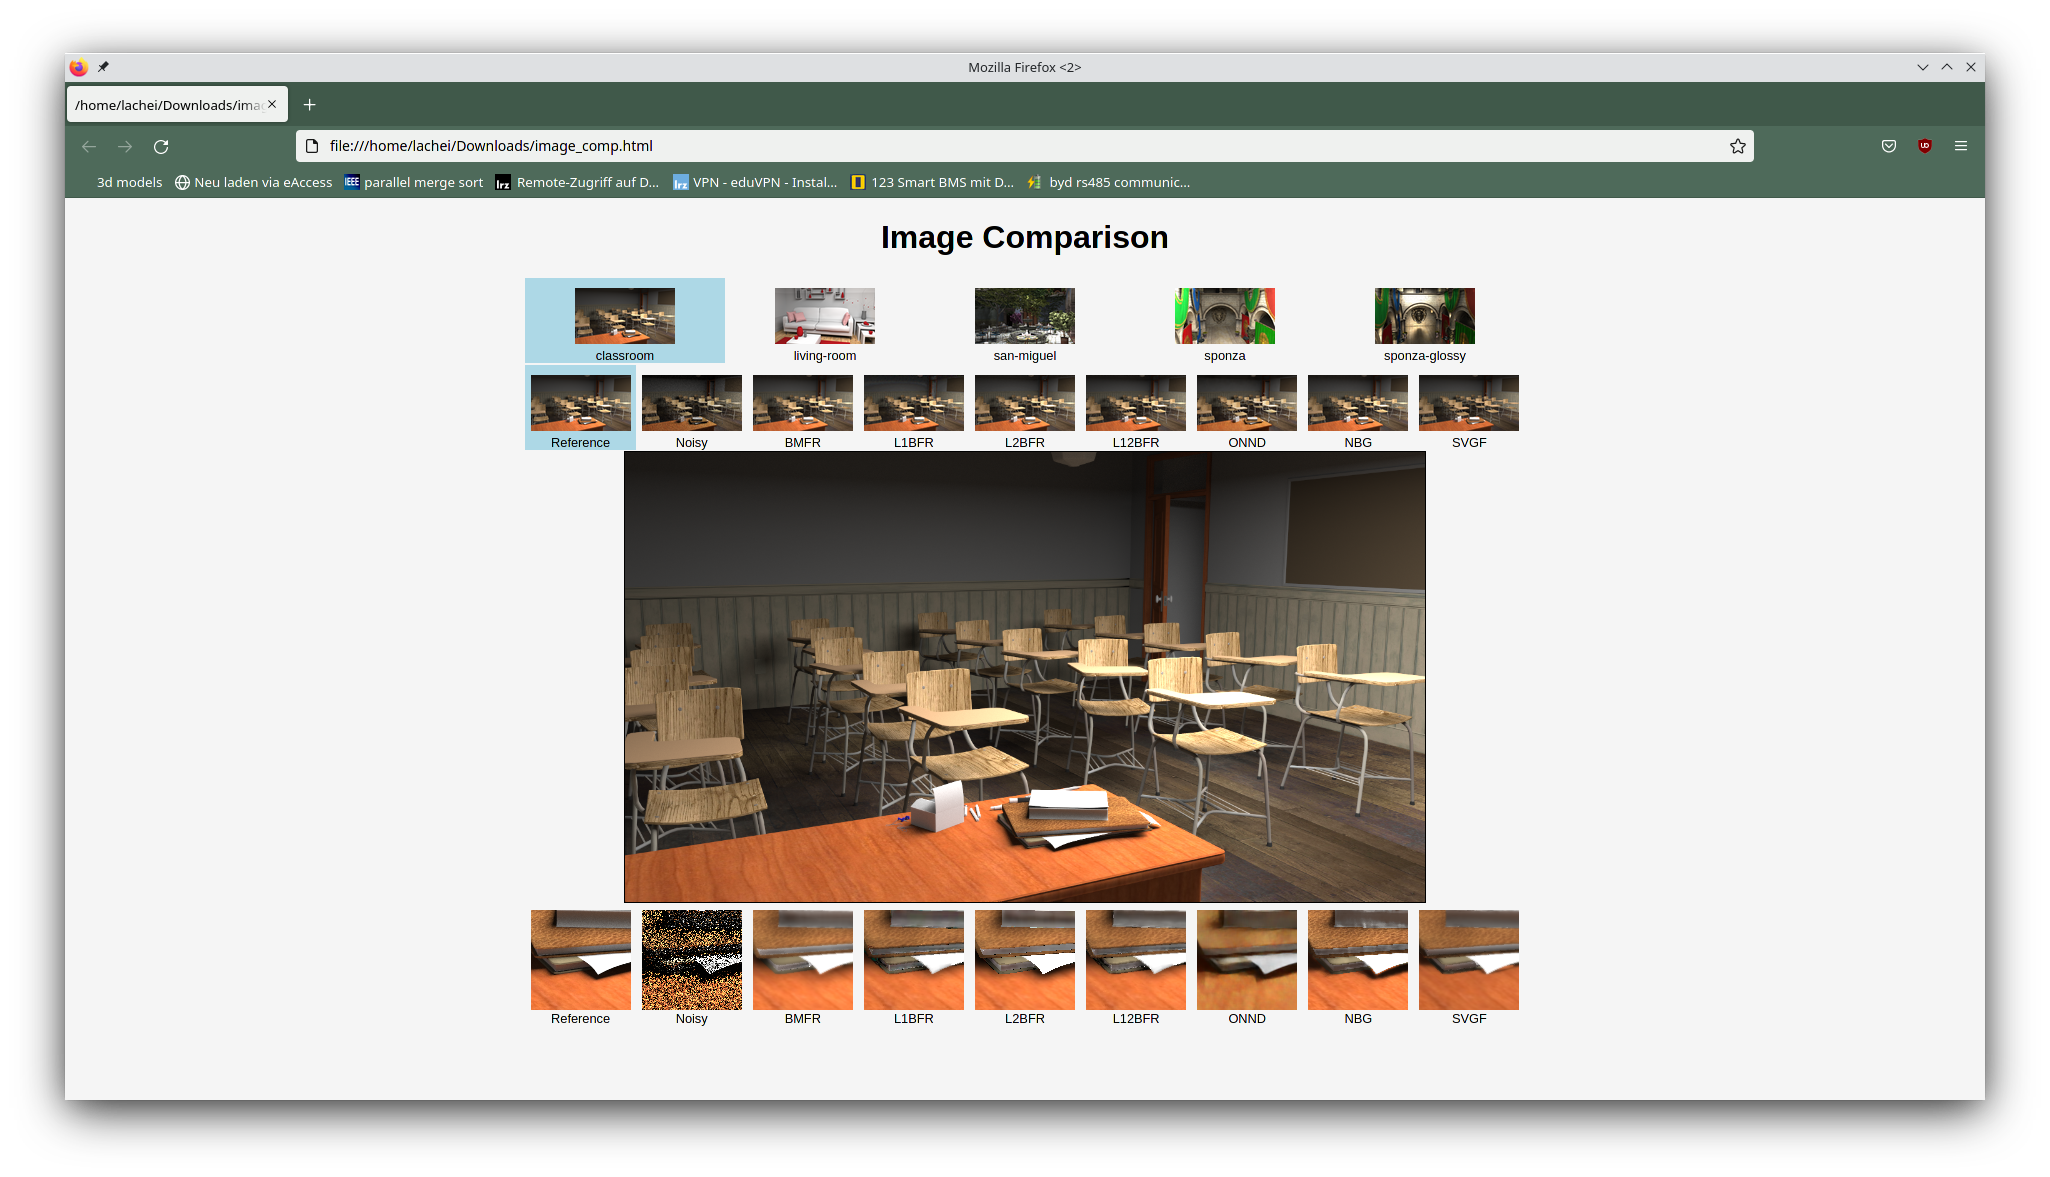 Mozilla Firefox <2>
/home/lachei/Downloads/imag
file:///home/lachei/Downloads/image_comp.html
3d models Neu laden via eAccess IEEE parallel merge sort lrz Remote-Zugriff auf D... lrz VPN - eduVPN - Instal... 123 Smart BMS mit D... byd rs485 communic...
Image Comparison
classroom living-room san-miguel sponza sponza-glossy
Reference Noisy BMFR L1BFR L2BFR L12BFR ONND NBG SVGF
Reference Noisy BMFR L1BFR L2BFR L12BFR ONND NBG SVGF